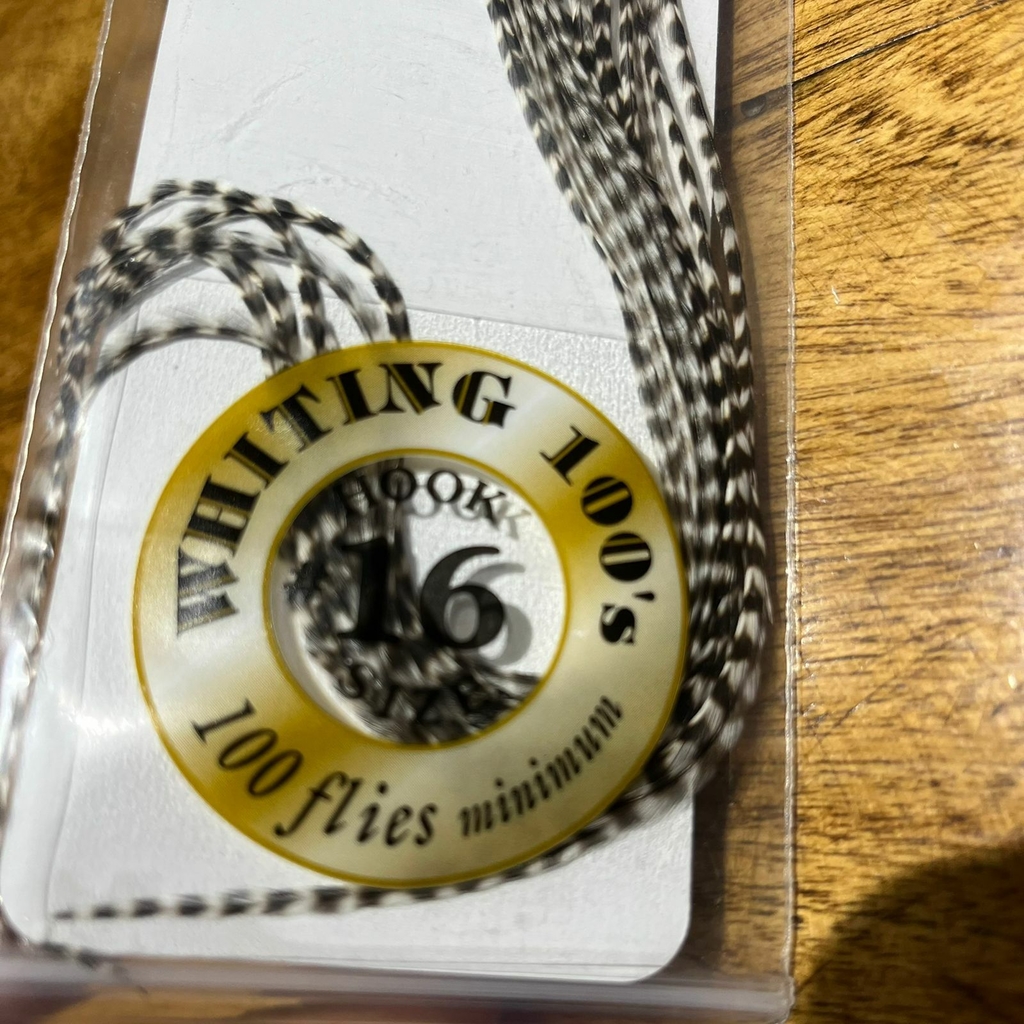 WHITING 100's
HOOK
16
SIZE
100 flies minimum